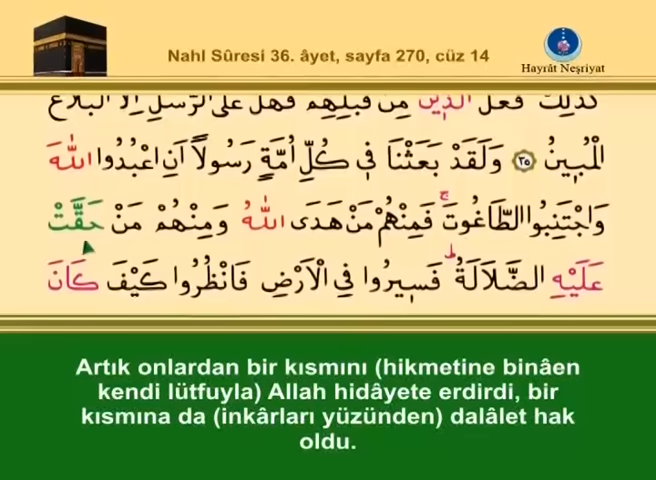 Nahl Sûresi 36. âyet, sayfa 270, cüz 14
Hayrât Neşriyat
كَذٰلِكَ فَعَلَ الَّذ۪ينَ مِنْ قَبْلِهِمْ فَهَلْ عَلَى الرُّسُلِ اِلَّا الْبَلَاغُ
الْمُب۪ينُ ﴿٣٥﴾ وَلَقَدْ بَعَثْنَا ف۪ي كُلِّ اُمَّةٍ رَسُولًا اَنِ اعْبُدُوا اللّٰهَ
وَاجْتَنِبُوا الطَّاغُوتَۚ فَمِنْهُمْ مَنْ هَدَى اللّٰهُ وَمِنْهُمْ مَنْ حَقَّتْ
عَلَيْهِ الضَّلَالَةُۜ فَس۪يرُوا فِي الْاَرْضِ فَانْظُرُوا كَيْفَ كَانَ
Artık onlardan bir kısmını (hikmetine binâen
kendi lütfuyla) Allah hidâyete erdirdi, bir
kısmına da (inkârları yüzünden) dalâlet hak
oldu.